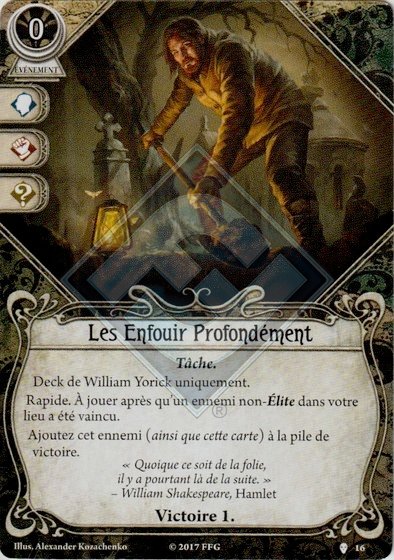 0
ÉVÉNEMENT
Les Enfouir Profondément
Tâche.
Deck de William Yorick uniquement.
Rapide. À jouer après qu'un ennemi non-Élite dans votre
lieu a été vaincu.
Ajoutez cet ennemi (ainsi que cette carte) à la pile de
victoire.
« Quoique ce soit de la folie,
il y a pourtant là de la suite. »
– William Shakespeare, Hamlet
Victoire 1.
Illus. Alexander Kozachenko
© 2017 FFG
16